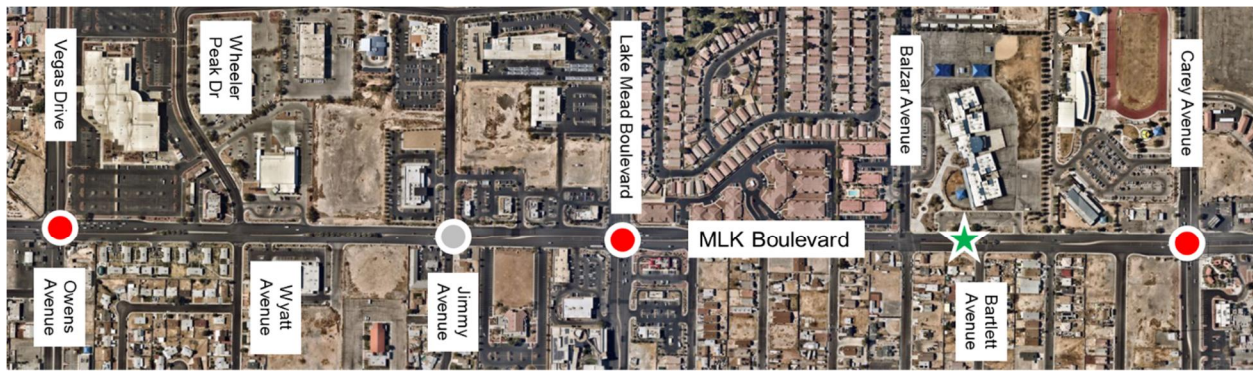 Vegas Drive
Wheeler
Peak Dr
Lake Mead Boulevard
Balzar Avenue
Carey Avenue
MLK Boulevard
Owens
Avenue
Wyatt
Avenue
Jimmy
Avenue
Bartlett
Avenue